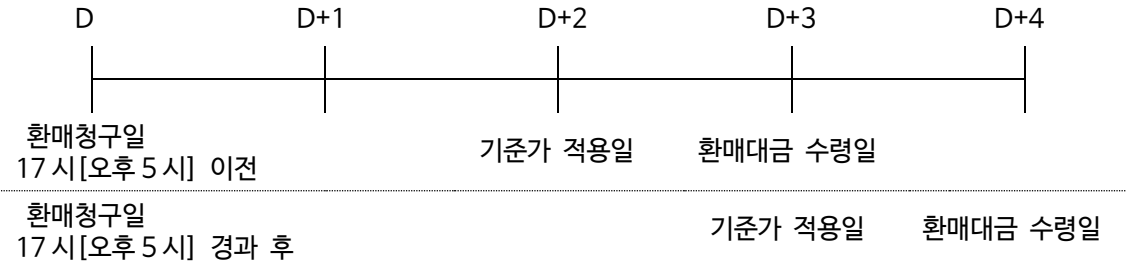 D D+1 D+2 D+3 D+4
환매청구일
17시[오후 5시] 이전
기준가 적용일 환매대금 수령일
환매청구일
17시[오후 5시] 경과 후
기준가 적용일 환매대금 수령일